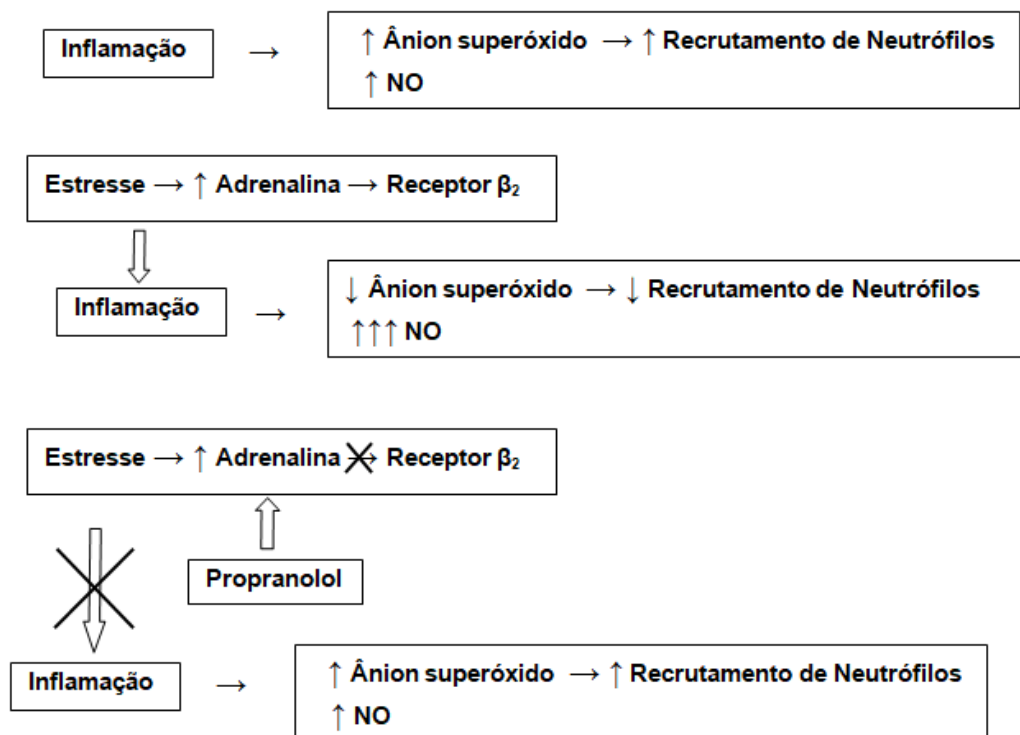 Inflamação → ↑ Ânion superóxido → ↑ Recrutamento de Neutrófilos
↑ NO
Estresse → ↑ Adrenalina → Receptor β₂
Inflamação → ↓ Ânion superóxido → ↓ Recrutamento de Neutrófilos
↑↑↑ NO
Estresse → ↑ Adrenalina → Receptor β₂
Propranolol
Inflamação → ↑ Ânion superóxido → ↑ Recrutamento de Neutrófilos
↑ NO